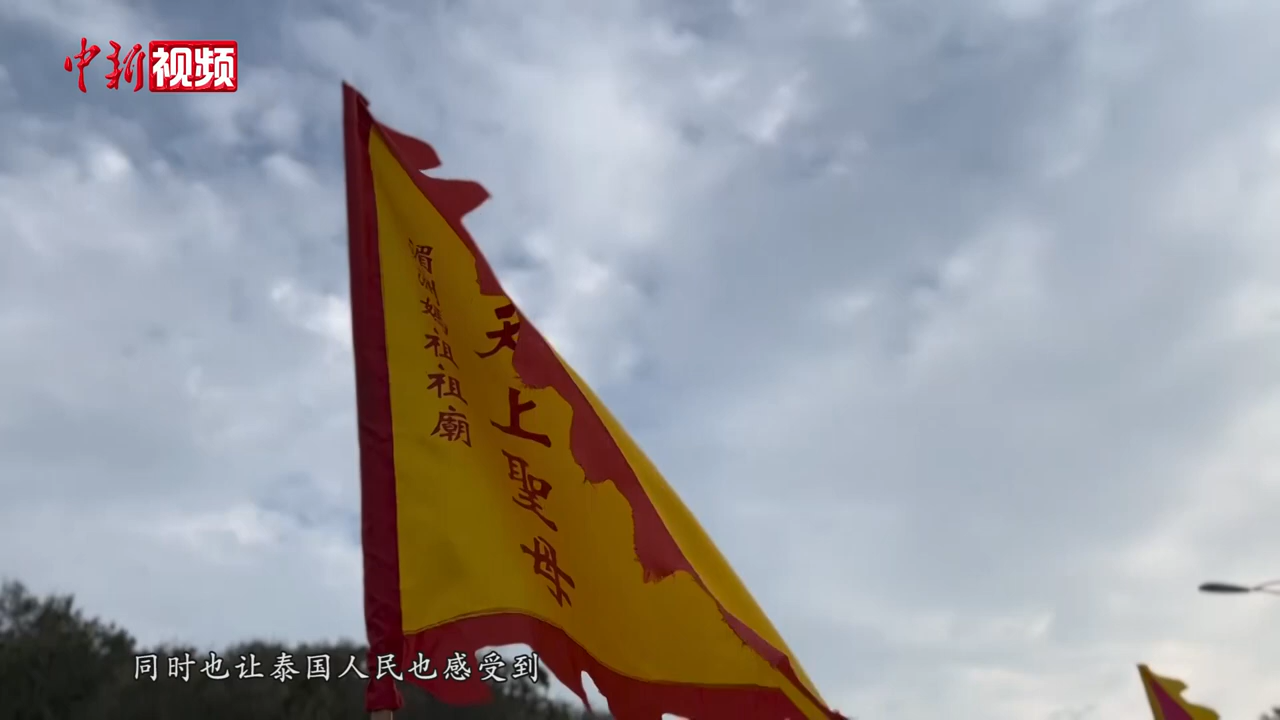 中新视频
湄洲媽祖祖廟
天上聖母
同时也让泰国人民也感受到